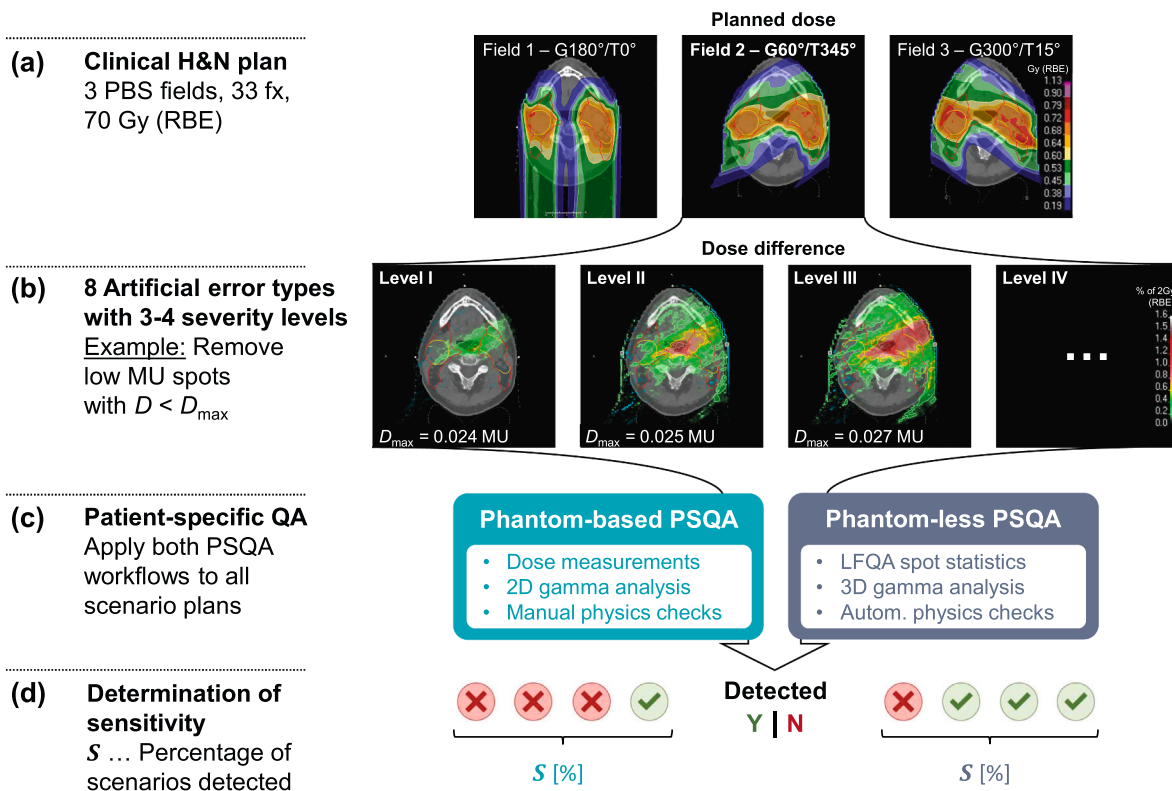 Planned dose
(a)
Clinical H&N plan
3 PBS fields, 33 fx,
70 Gy (RBE)
Field 1 – G180°/T0°
Field 2 – G60°/T345°
Field 3 – G300°/T15°
Gy (RBE)
1.13
0.90
0.79
0.72
0.68
0.64
0.60
0.53
0.45
0.38
0.19
Dose difference
(b)
8 Artificial error types
with 3-4 severity levels
Example: Remove
low MU spots
with D < Dmax
Level I
Dmax = 0.024 MU
Level II
Dmax = 0.025 MU
Level III
Dmax = 0.027 MU
Level IV
...
% of 2Gy
(RBE
1.6
1.4
1.2
1.0
0.8
0.6
0.4
0.2
0.0
(c)
Patient-specific QA
Apply both PSQA
workflows to all
scenario plans
Phantom-based PSQA
• Dose measurements
• 2D gamma analysis
• Manual physics checks
Phantom-less PSQA
• LFQA spot statistics
• 3D gamma analysis
• Autom. physics checks
(d)
Determination of
sensitivity
S ... Percentage of
scenarios detected
Detected
Y | N
S [%]
S [%]